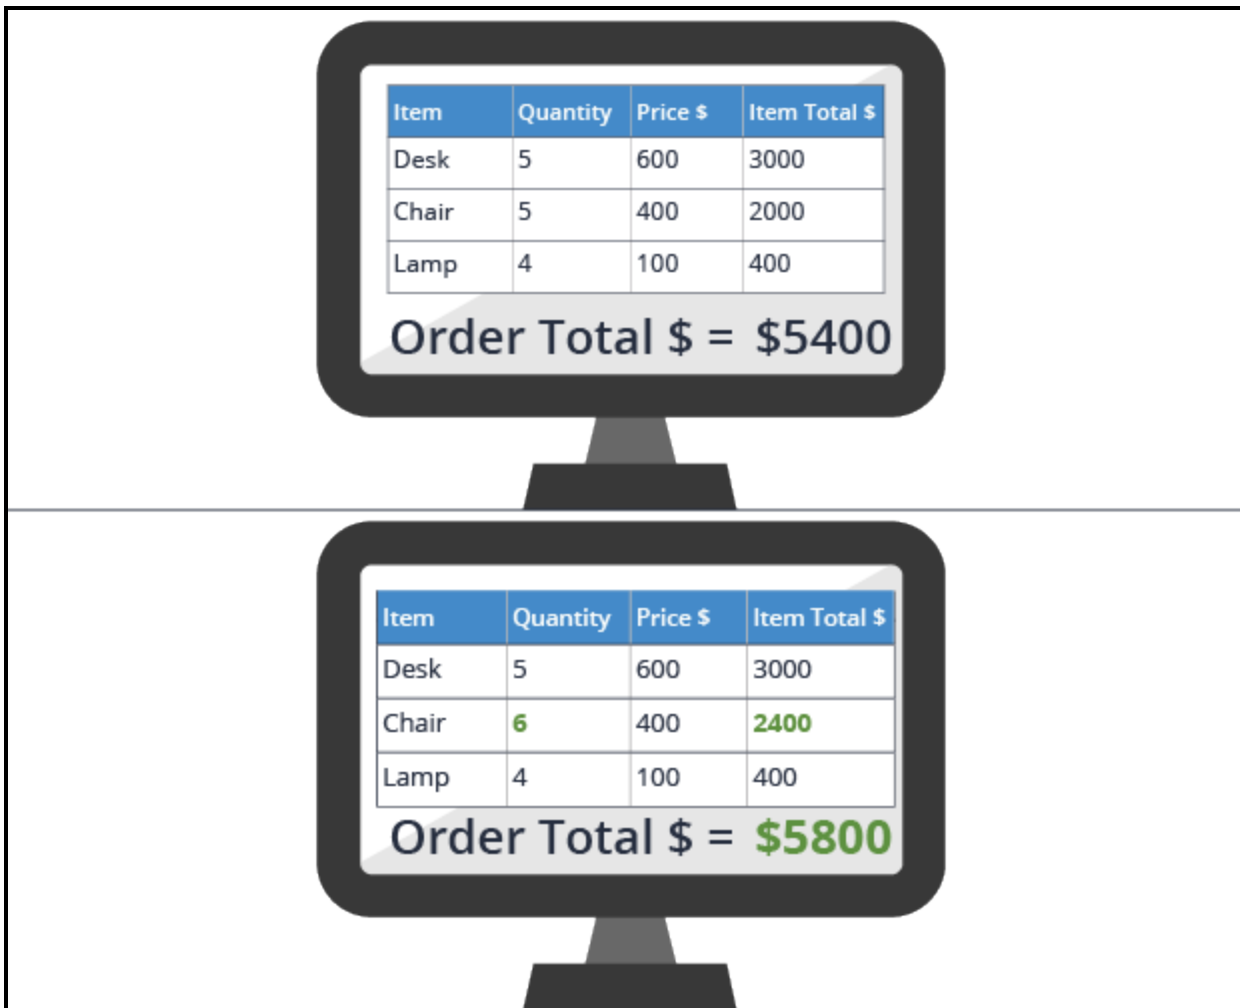 Item Quantity Price $ Item Total $
Desk 5 600 3000
Chair 5 400 2000
Lamp 4 100 400
Order Total $ = $5400
Item Quantity Price $ Item Total $
Desk 5 600 3000
Chair 6 400 2400
Lamp 4 100 400
Order Total $ = $5800